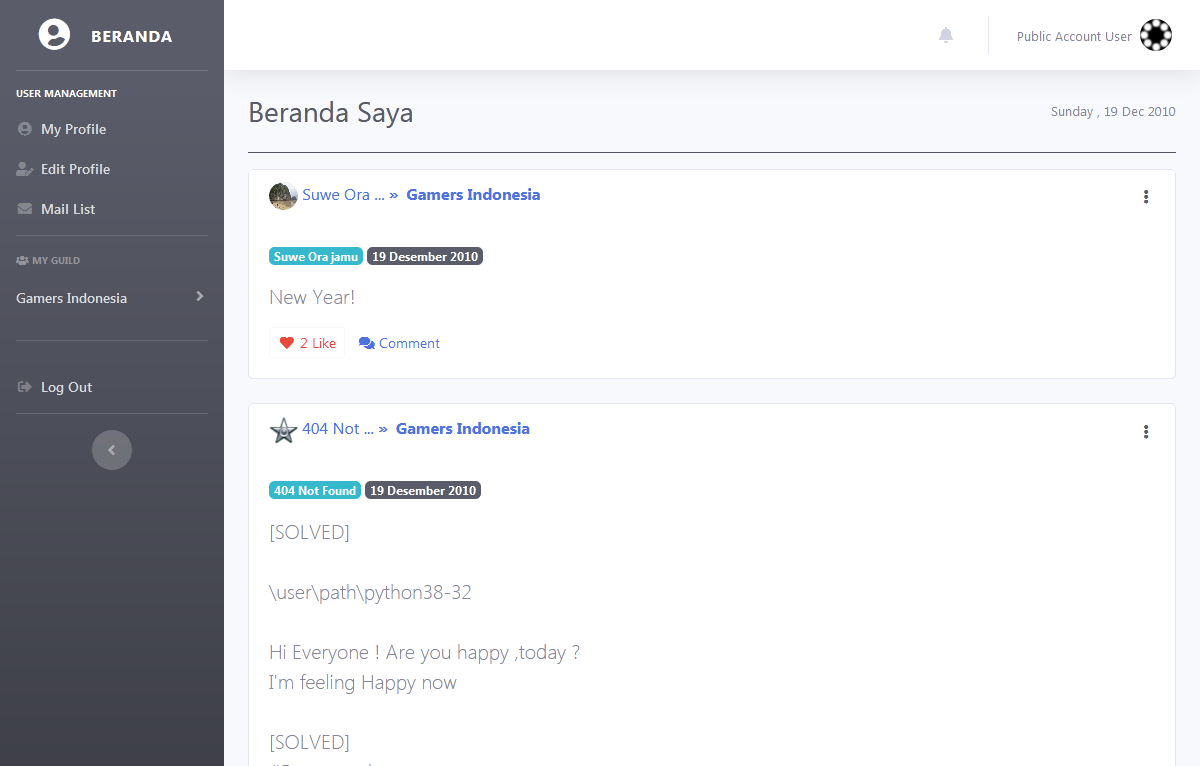 BERANDA
USER MANAGEMENT
My Profile
Edit Profile
Mail List
MY GUILD
Gamers Indonesia
Log Out
Public Account User
Beranda Saya
Sunday , 19 Dec 2010
Suwe Ora ... » Gamers Indonesia
Suwe Ora jamu 19 Desember 2010
New Year!
2 Like Comment
404 Not ... » Gamers Indonesia
404 Not Found 19 Desember 2010
[SOLVED]
\user\path\python38-32
Hi Everyone ! Are you happy ,today ?
I'm feeling Happy now
[SOLVED]